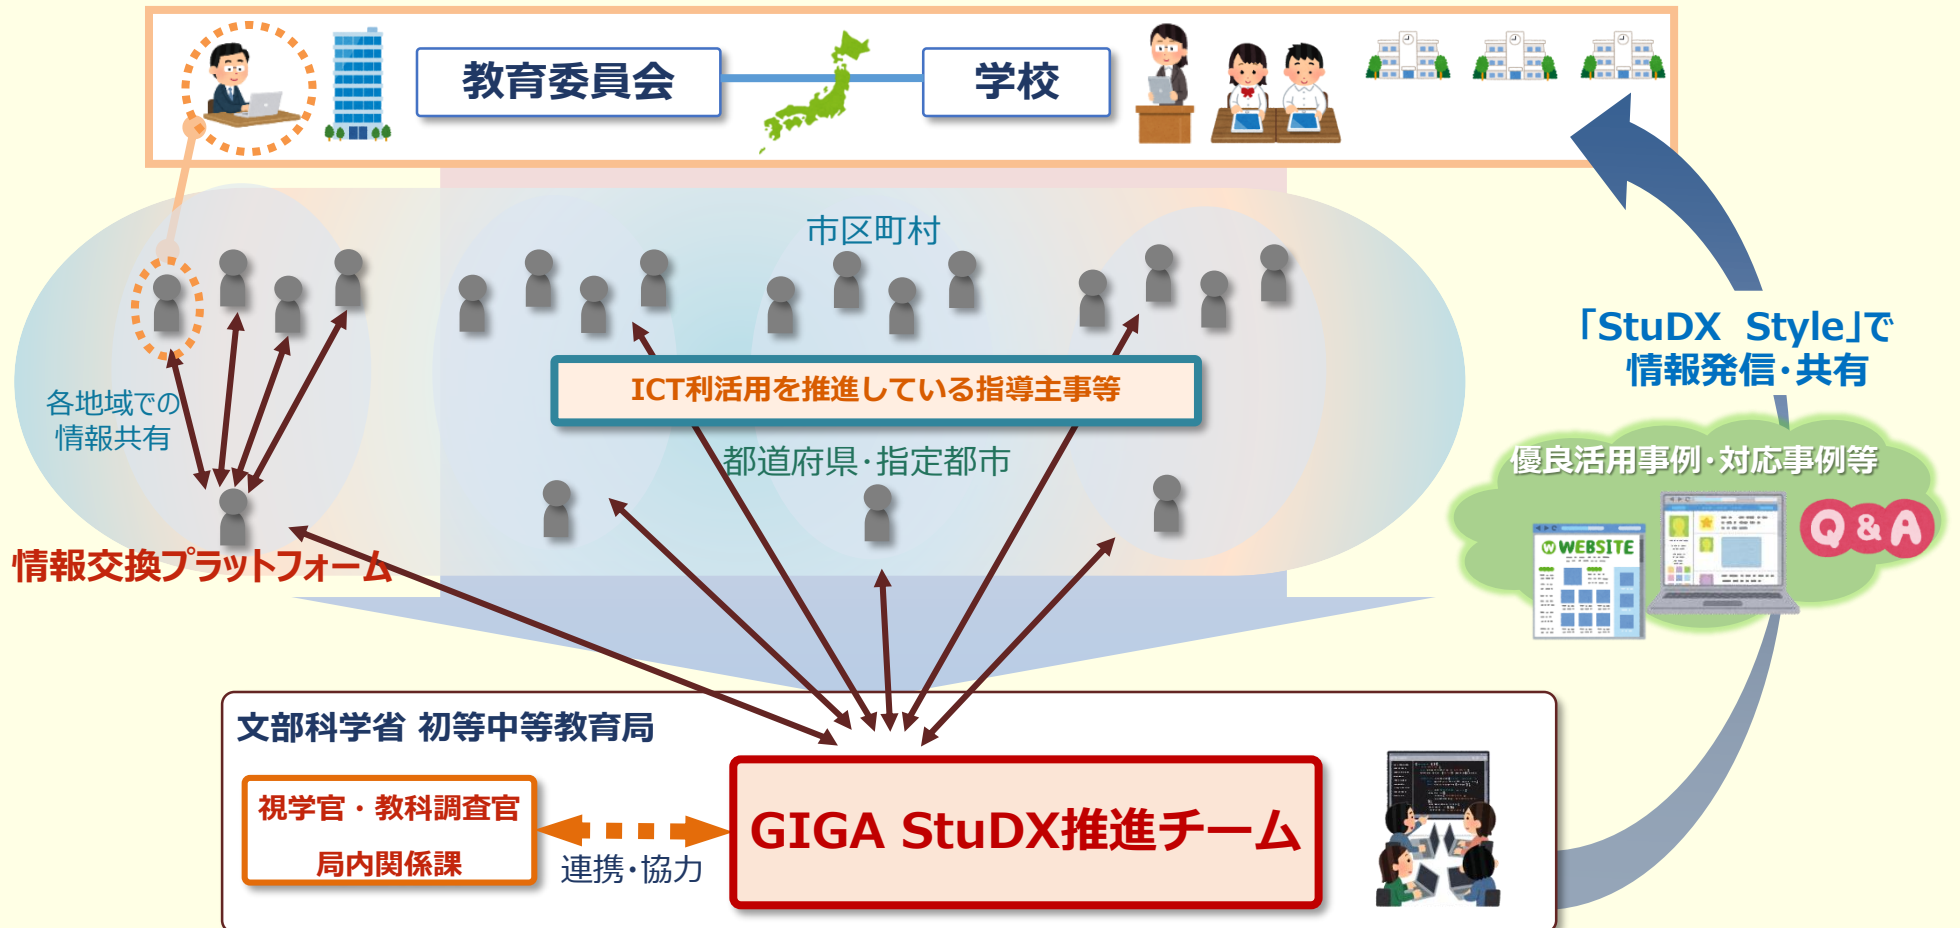 教育委員会
学校
市区町村
ICT利活用を推進している指導主事等
各地域での
情報共有
都道府県・指定都市
情報交換プラットフォーム
「StuDX Style」で
情報発信・共有
優良活用事例・対応事例等
WEBSITE
Q&A
文部科学省 初等中等教育局
視学官・教科調査官
局内関係課
連携・協力
GIGA StuDX推進チーム